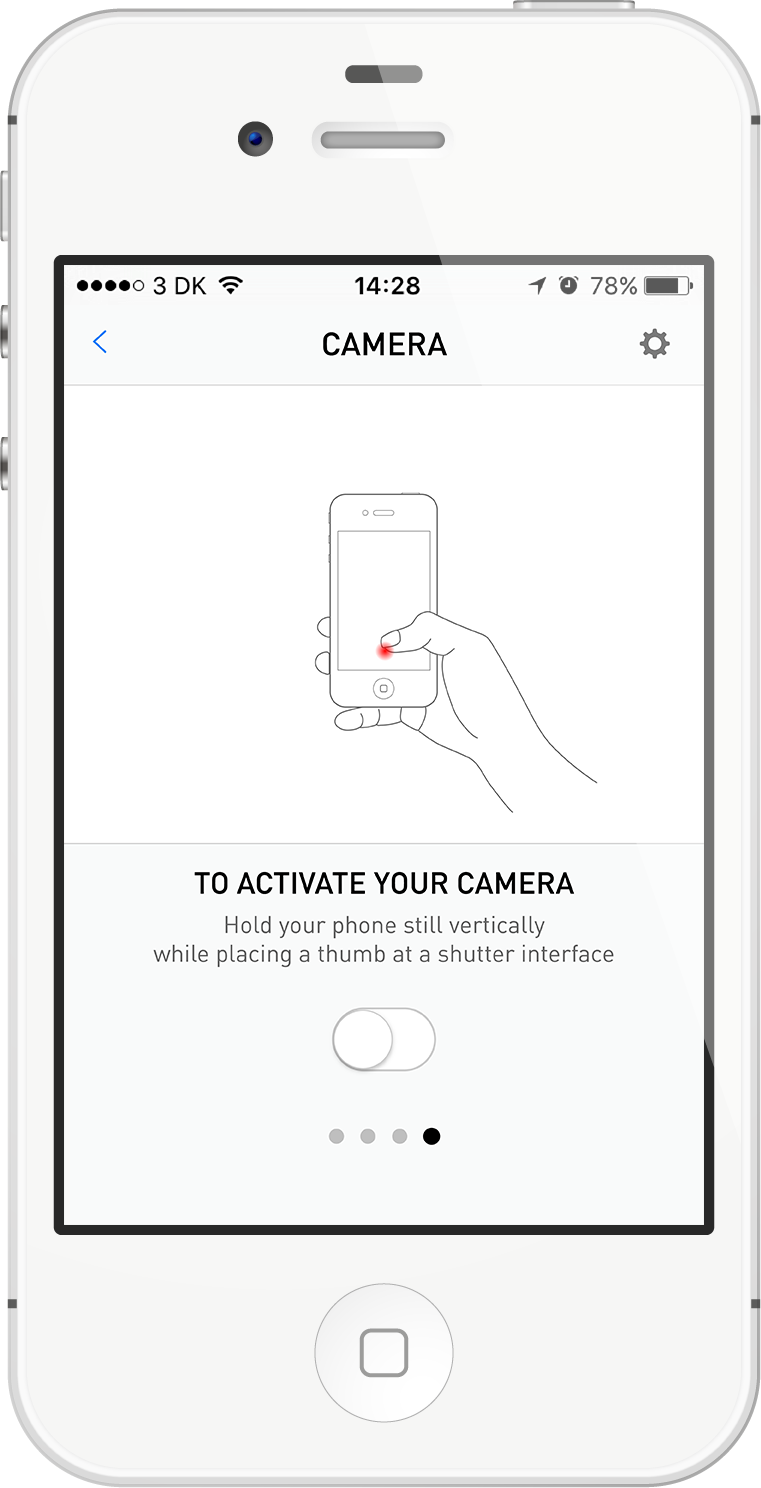 3 DK 14:28 78%
CAMERA
TO ACTIVATE YOUR CAMERA
Hold your phone still vertically
while placing a thumb at a shutter interface